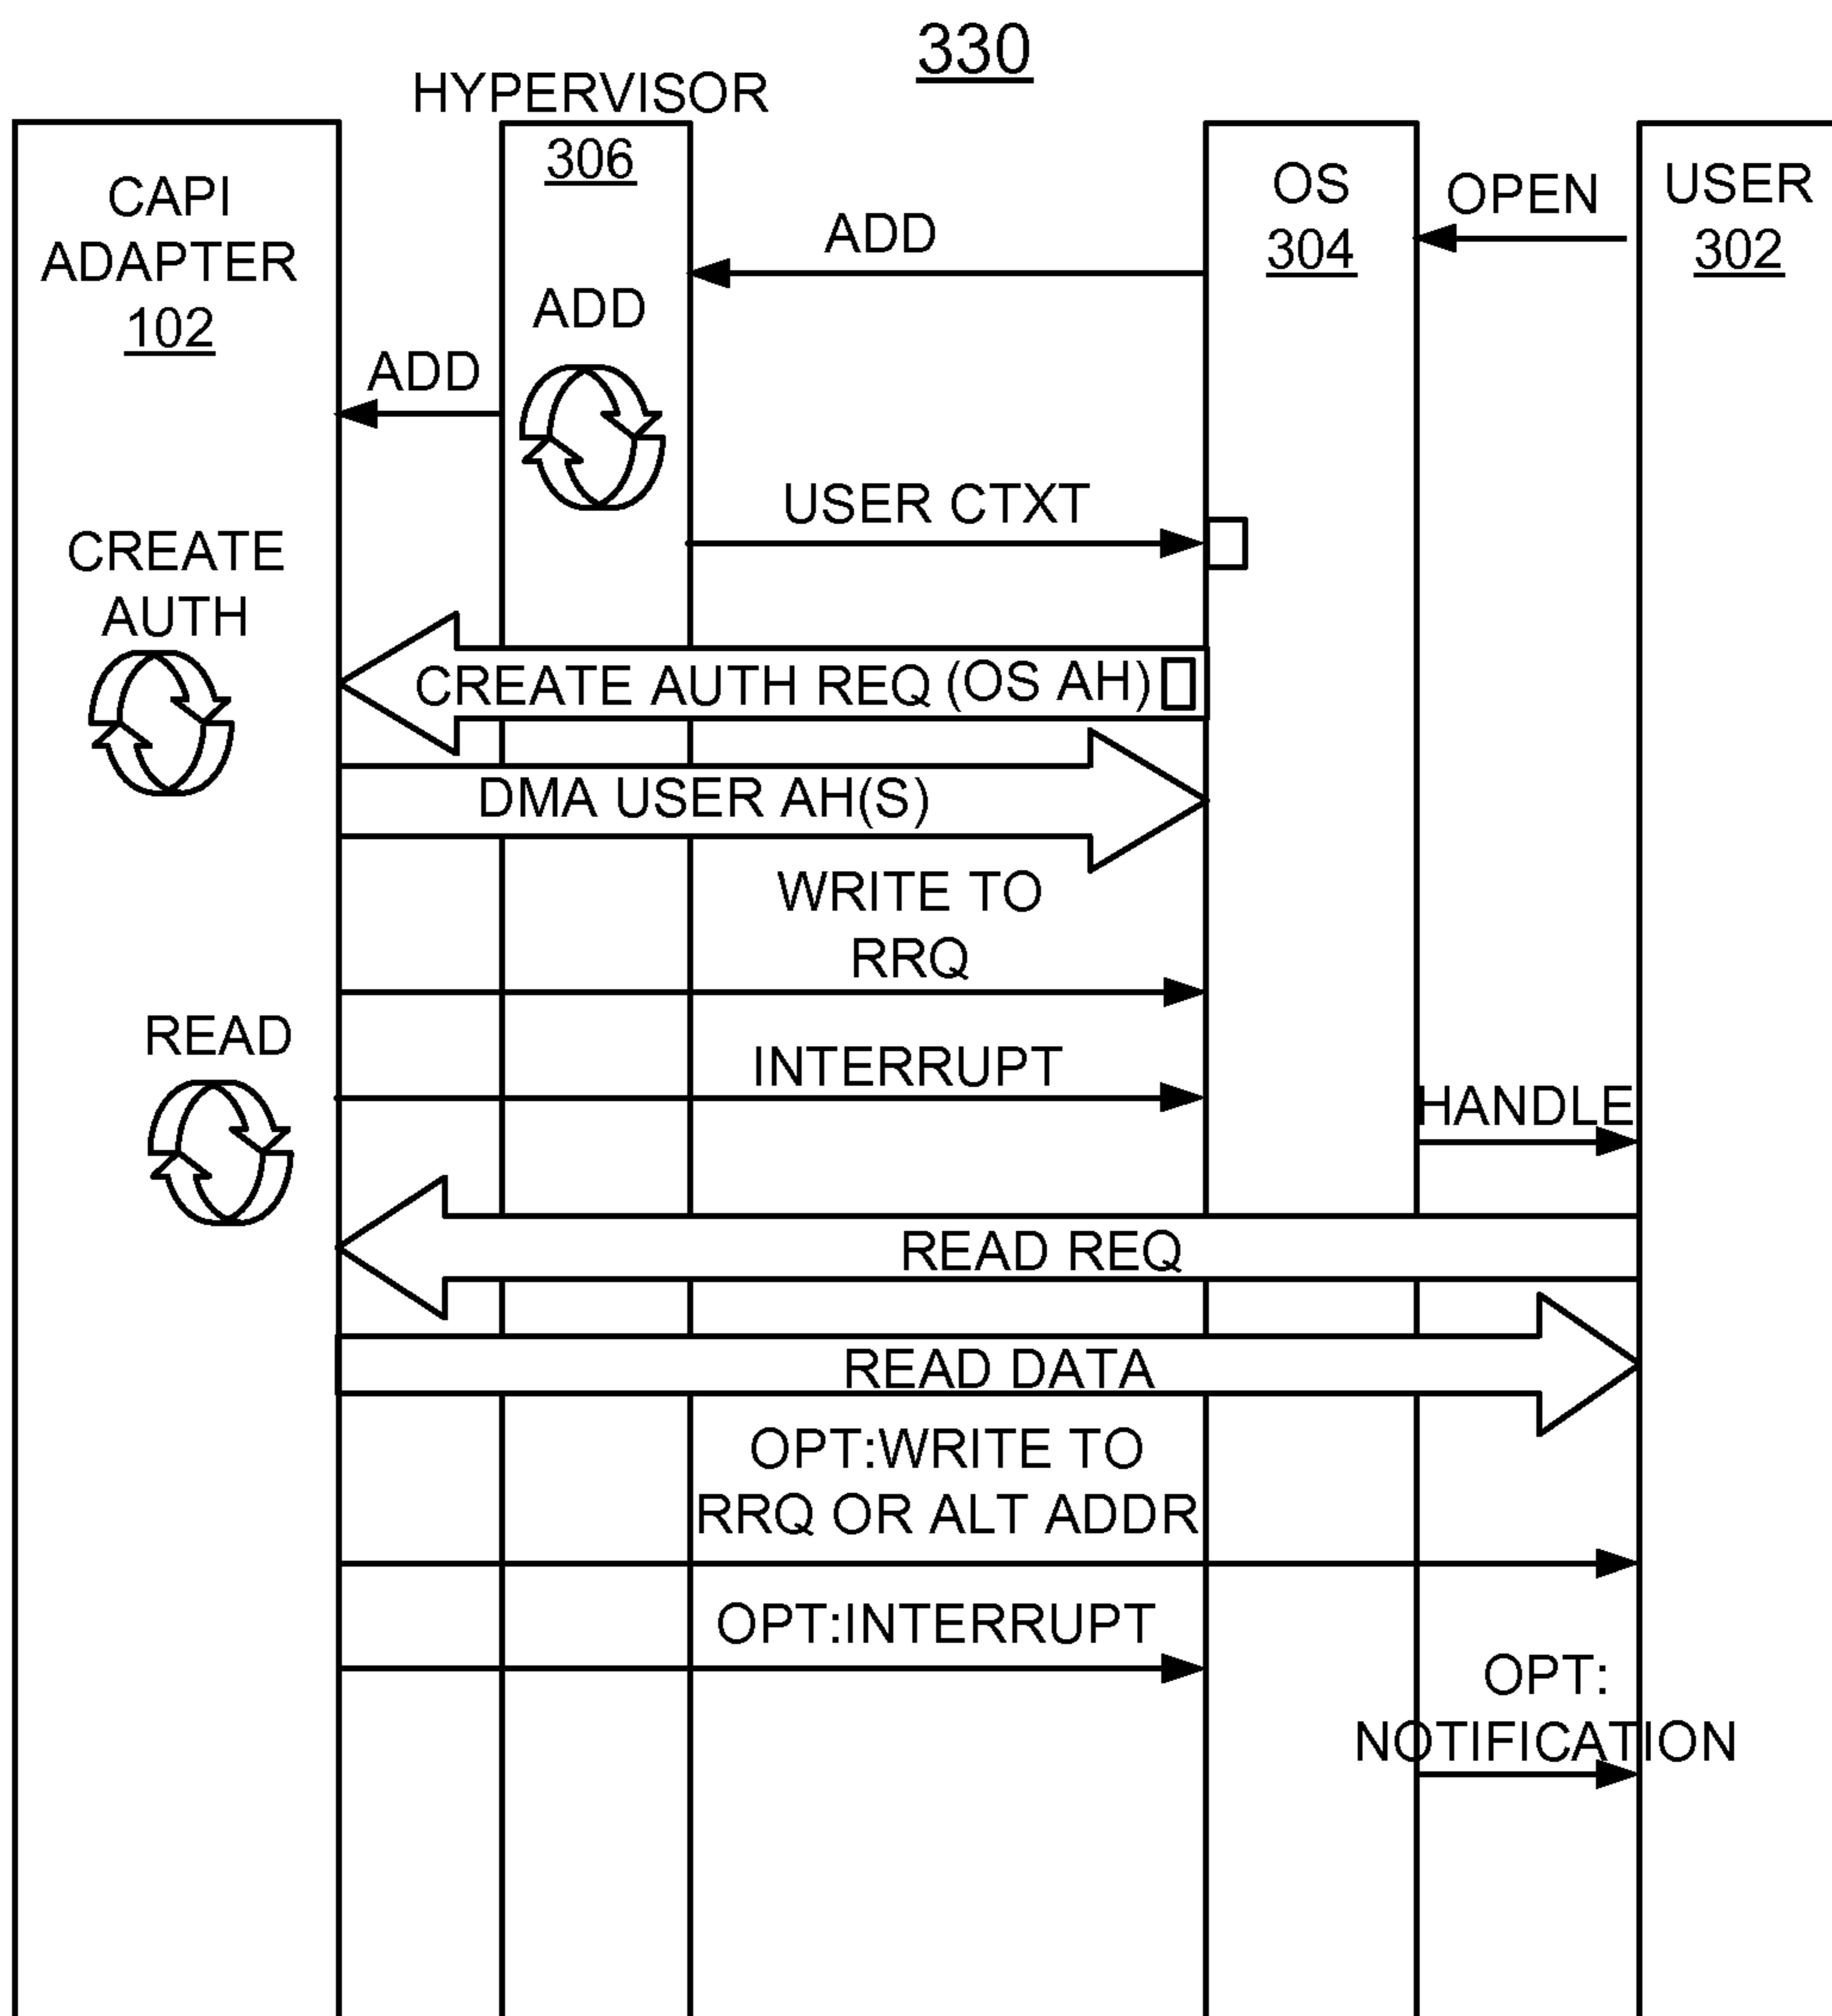 330
HYPERVISOR
306
CAPI
ADAPTER
102
OS
304
OPEN
USER
302
ADD
ADD
ADD
USER CTXT
CREATE
AUTH
CREATE AUTH REQ (OS AH)
DMA USER AH(S)
WRITE TO
RRQ
READ
INTERRUPT
HANDLE
READ REQ
READ DATA
OPT:WRITE TO
RRQ OR ALT ADDR
OPT:INTERRUPT
OPT:
NOTIFICATION